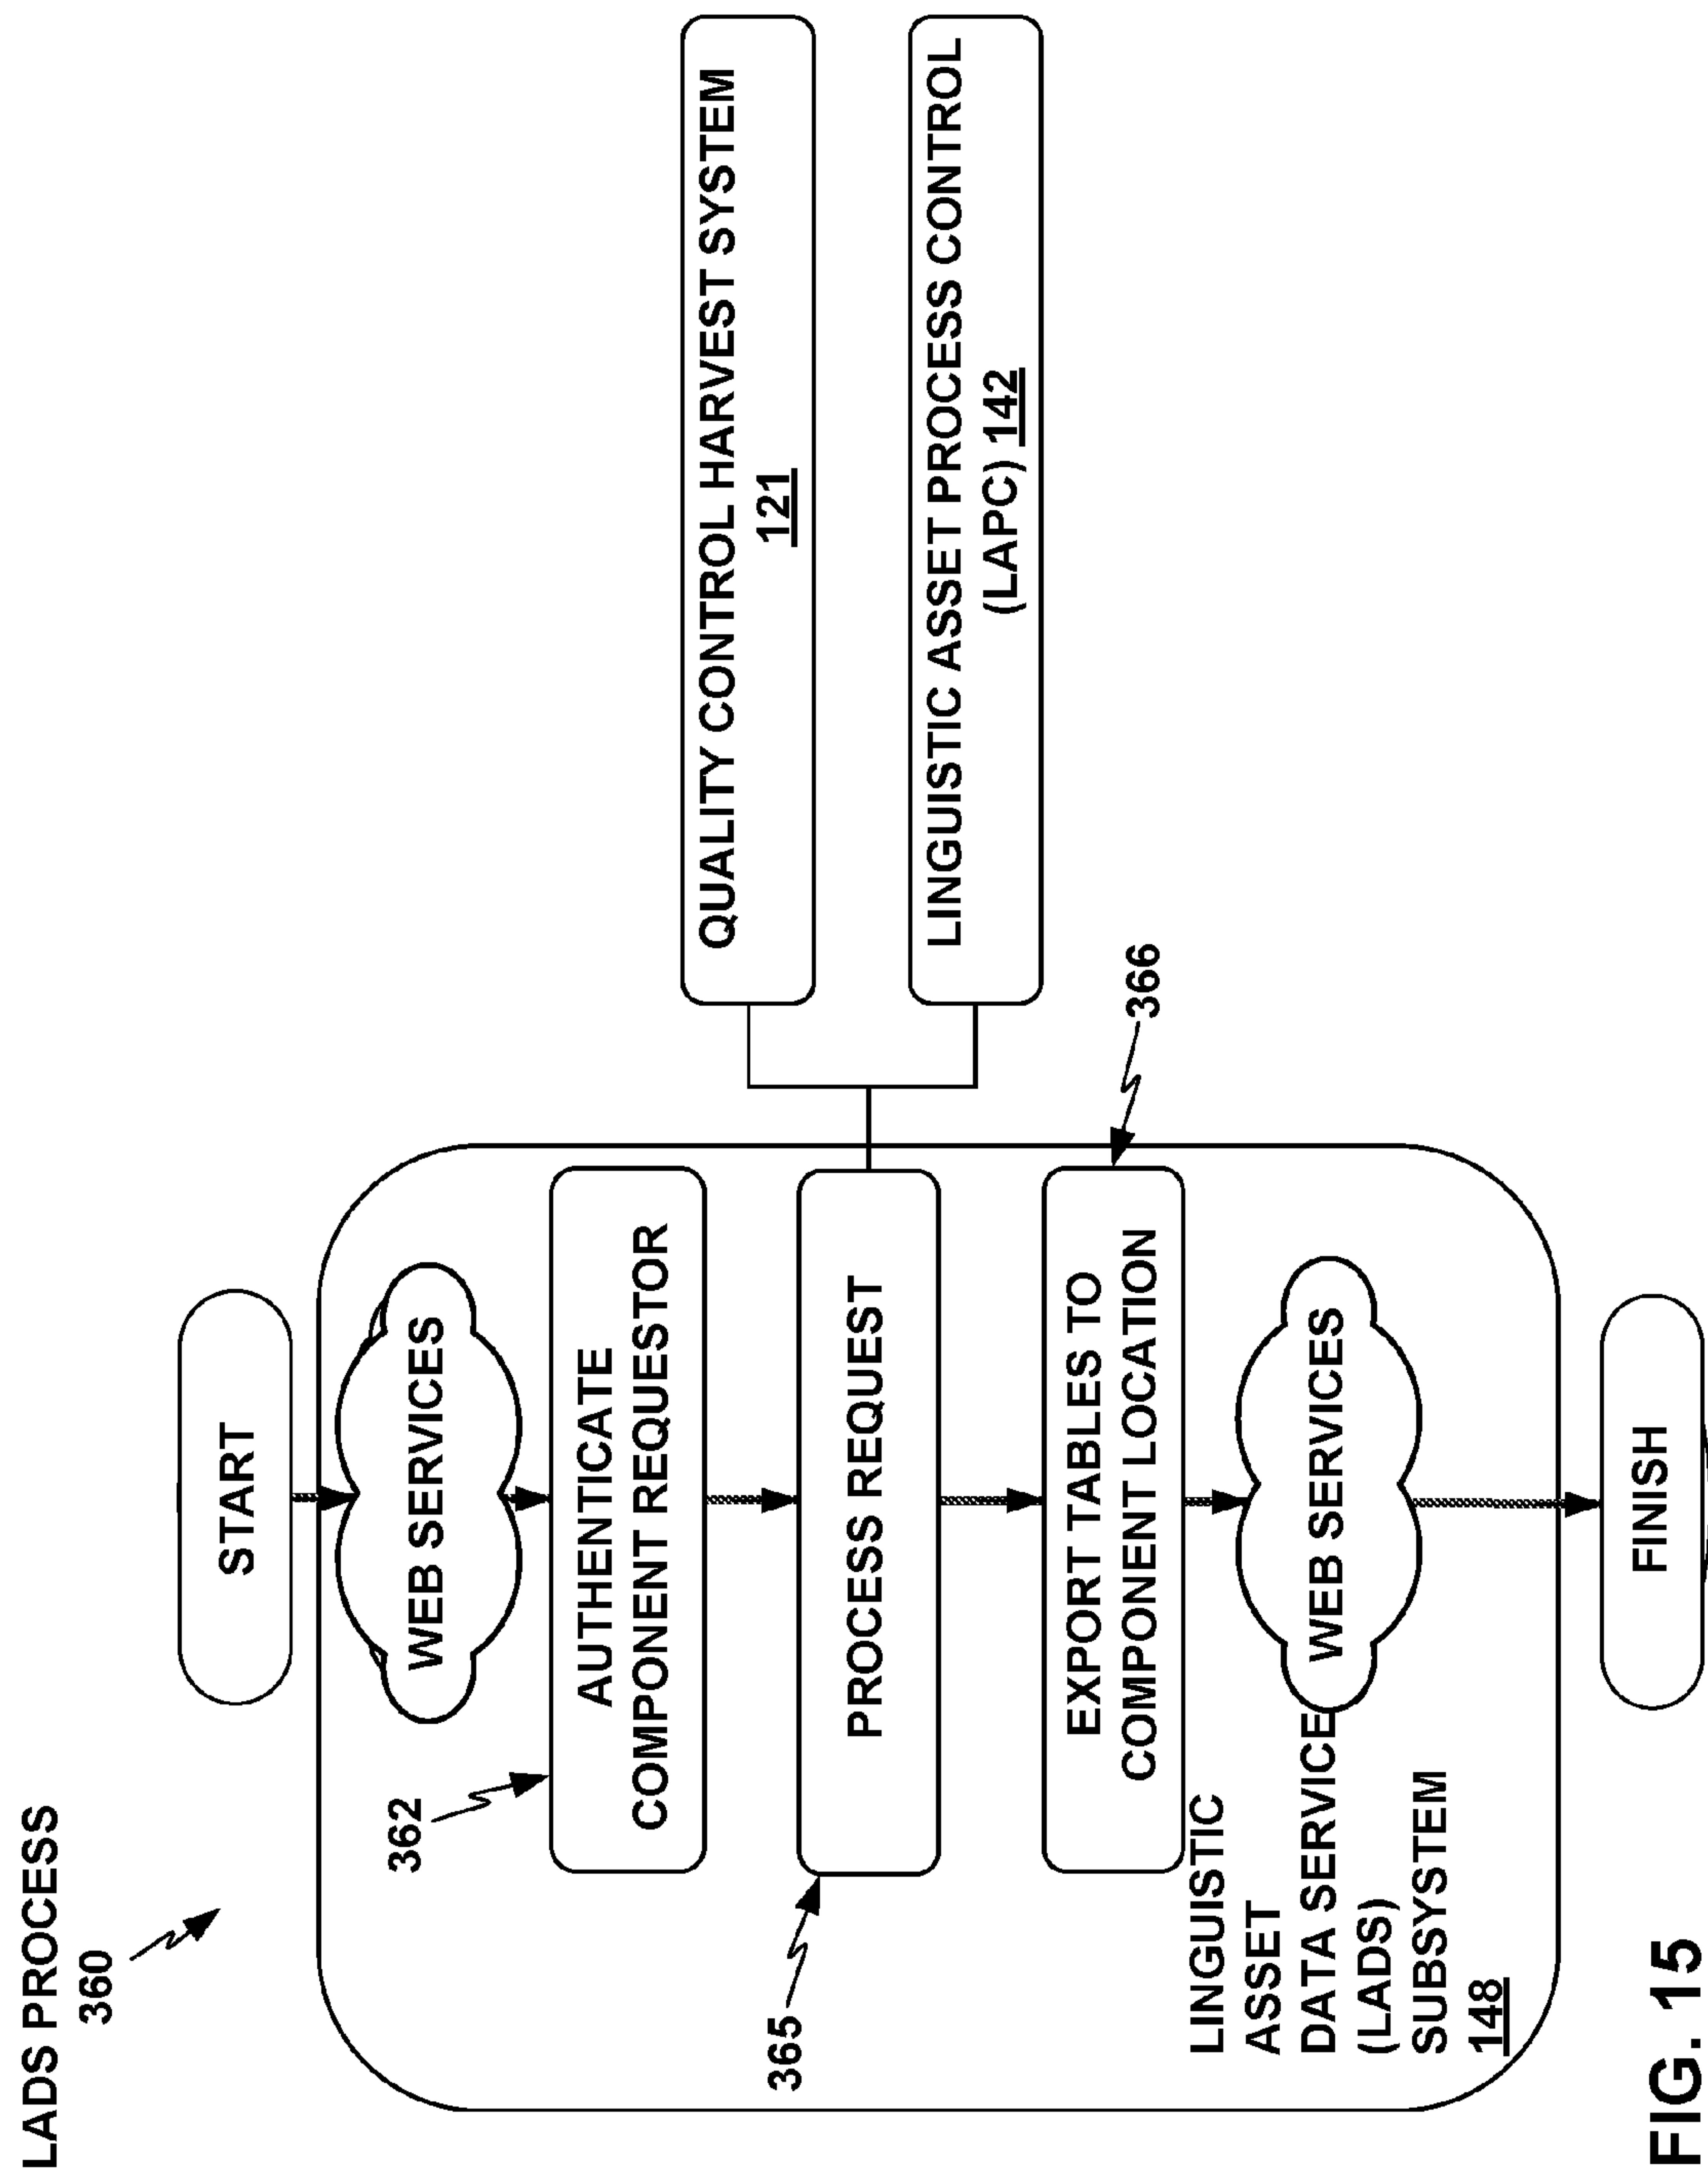 LADS PROCESS
360
START
WEB SERVICES
362
AUTHENTICATE
COMPONENT REQUESTOR
365
PROCESS REQUEST
QUALITY CONTROL HARVEST SYSTEM
121
LINGUISTIC ASSET PROCESS CONTROL
(LAPC) 142
366
EXPORT TABLES TO
COMPONENT LOCATION
WEB SERVICES
LINGUISTIC
ASSET
DATA SERVICE
(LADS)
SUBSYSTEM
148
FINISH
FIG. 15